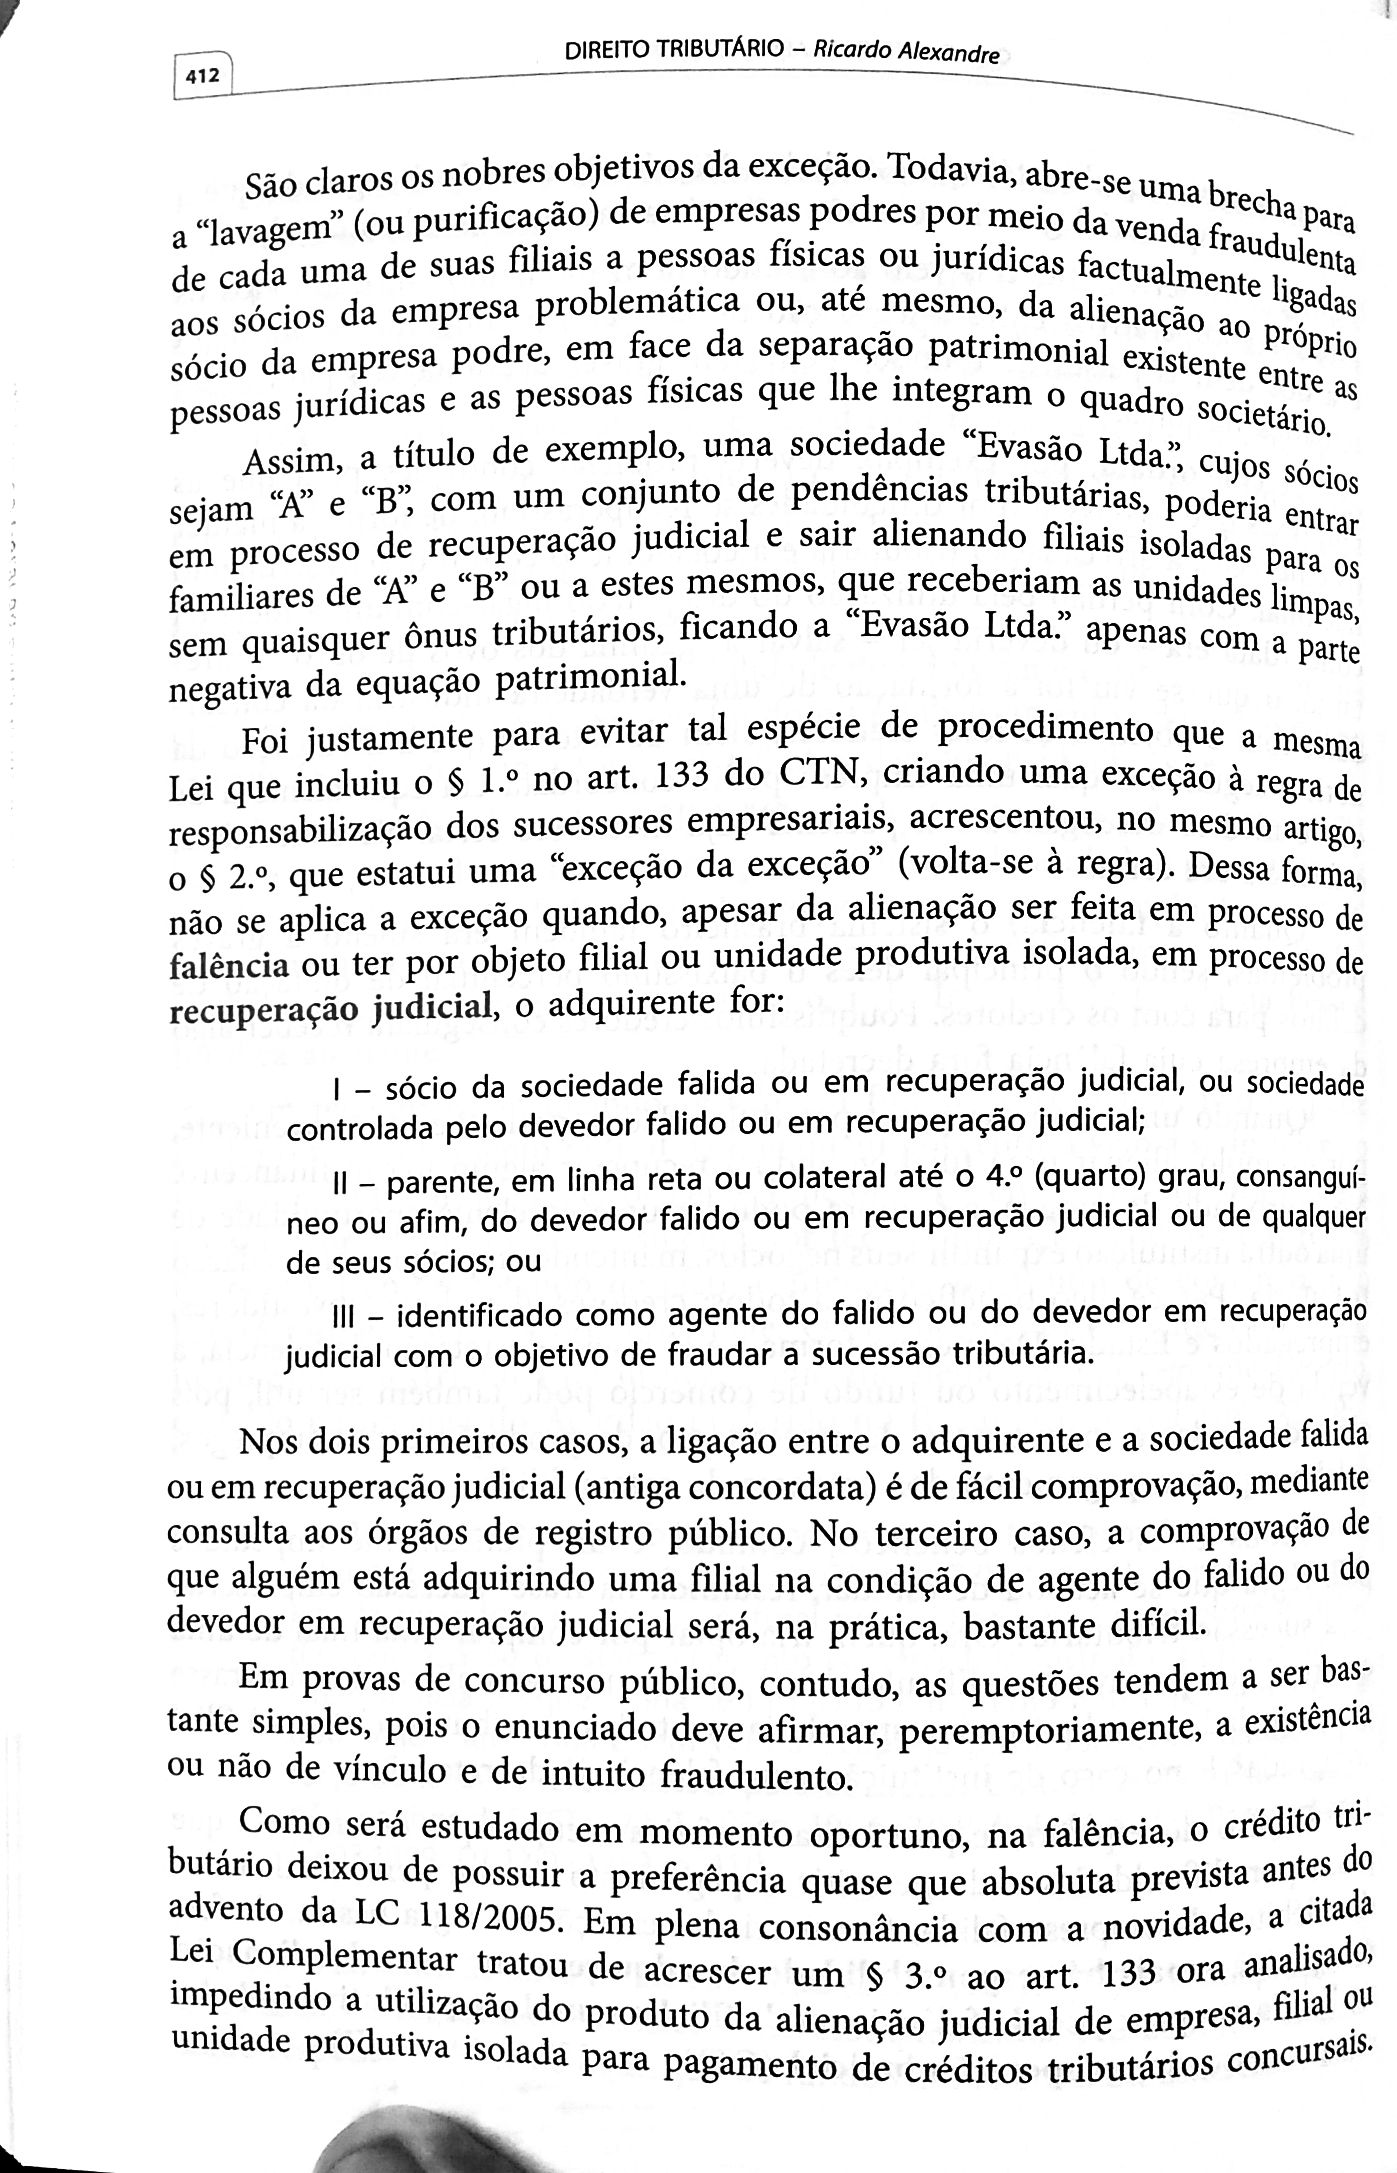 412
DIREITO TRIBUTÁRIO – Ricardo Alexandre
São claros os nobres objetivos da exceção. Todavia, abre-se uma brecha para
a “lavagem” (ou purificação) de empresas podres por meio da venda fraudulenta
de cada uma de suas filiais a pessoas físicas ou jurídicas factualmente ligadas
aos sócios da empresa problemática ou, até mesmo, da alienação ao próprio
sócio da empresa podre, em face da separação patrimonial existente entre as
pessoas jurídicas e as pessoas físicas que lhe integram o quadro societário.
Assim, a título de exemplo, uma sociedade “Evasão Ltda.”, cujos sócios
sejam “A” e “B”, com um conjunto de pendências tributárias, poderia entrar
em processo de recuperação judicial e sair alienando filiais isoladas para os
familiares de “A” e “B” ou a estes mesmos, que receberiam as unidades limpas,
sem quaisquer ônus tributários, ficando a “Evasão Ltda.” apenas com a parte
negativa da equação patrimonial.
Foi justamente para evitar tal espécie de procedimento que a mesma
Lei que incluiu o § 1.º no art. 133 do CTN, criando uma exceção à regra de
responsabilização dos sucessores empresariais, acrescentou, no mesmo artigo,
o § 2.º, que estatui uma “exceção da exceção” (volta-se à regra). Dessa forma,
não se aplica a exceção quando, apesar da alienação ser feita em processo de
falência ou ter por objeto filial ou unidade produtiva isolada, em processo de
recuperação judicial, o adquirente for:
I – sócio da sociedade falida ou em recuperação judicial, ou sociedade
controlada pelo devedor falido ou em recuperação judicial;
II – parente, em linha reta ou colateral até o 4.º (quarto) grau, consanguí-
neo ou afim, do devedor falido ou em recuperação judicial ou de qualquer
de seus sócios; ou
III – identificado como agente do falido ou do devedor em recuperação
judicial com o objetivo de fraudar a sucessão tributária.
Nos dois primeiros casos, a ligação entre o adquirente e a sociedade falida
ou em recuperação judicial (antiga concordata) é de fácil comprovação, mediante
consulta aos órgãos de registro público. No terceiro caso, a comprovação de
que alguém está adquirindo uma filial na condição de agente do falido ou do
devedor em recuperação judicial será, na prática, bastante difícil.
Em provas de concurso público, contudo, as questões tendem a ser bas-
tante simples, pois o enunciado deve afirmar, peremptoriamente, a existência
ou não de vínculo e de intuito fraudulento.
Como será estudado em momento oportuno, na falência, o crédito tri-
butário deixou de possuir a preferência quase que absoluta prevista antes do
advento da LC 118/2005. Em plena consonância com a novidade, a citada
Lei Complementar tratou de acrescer um § 3.º ao art. 133 ora analisado,
impedindo a utilização do produto da alienação judicial de empresa, filial ou
unidade produtiva isolada para pagamento de créditos tributários concursais.